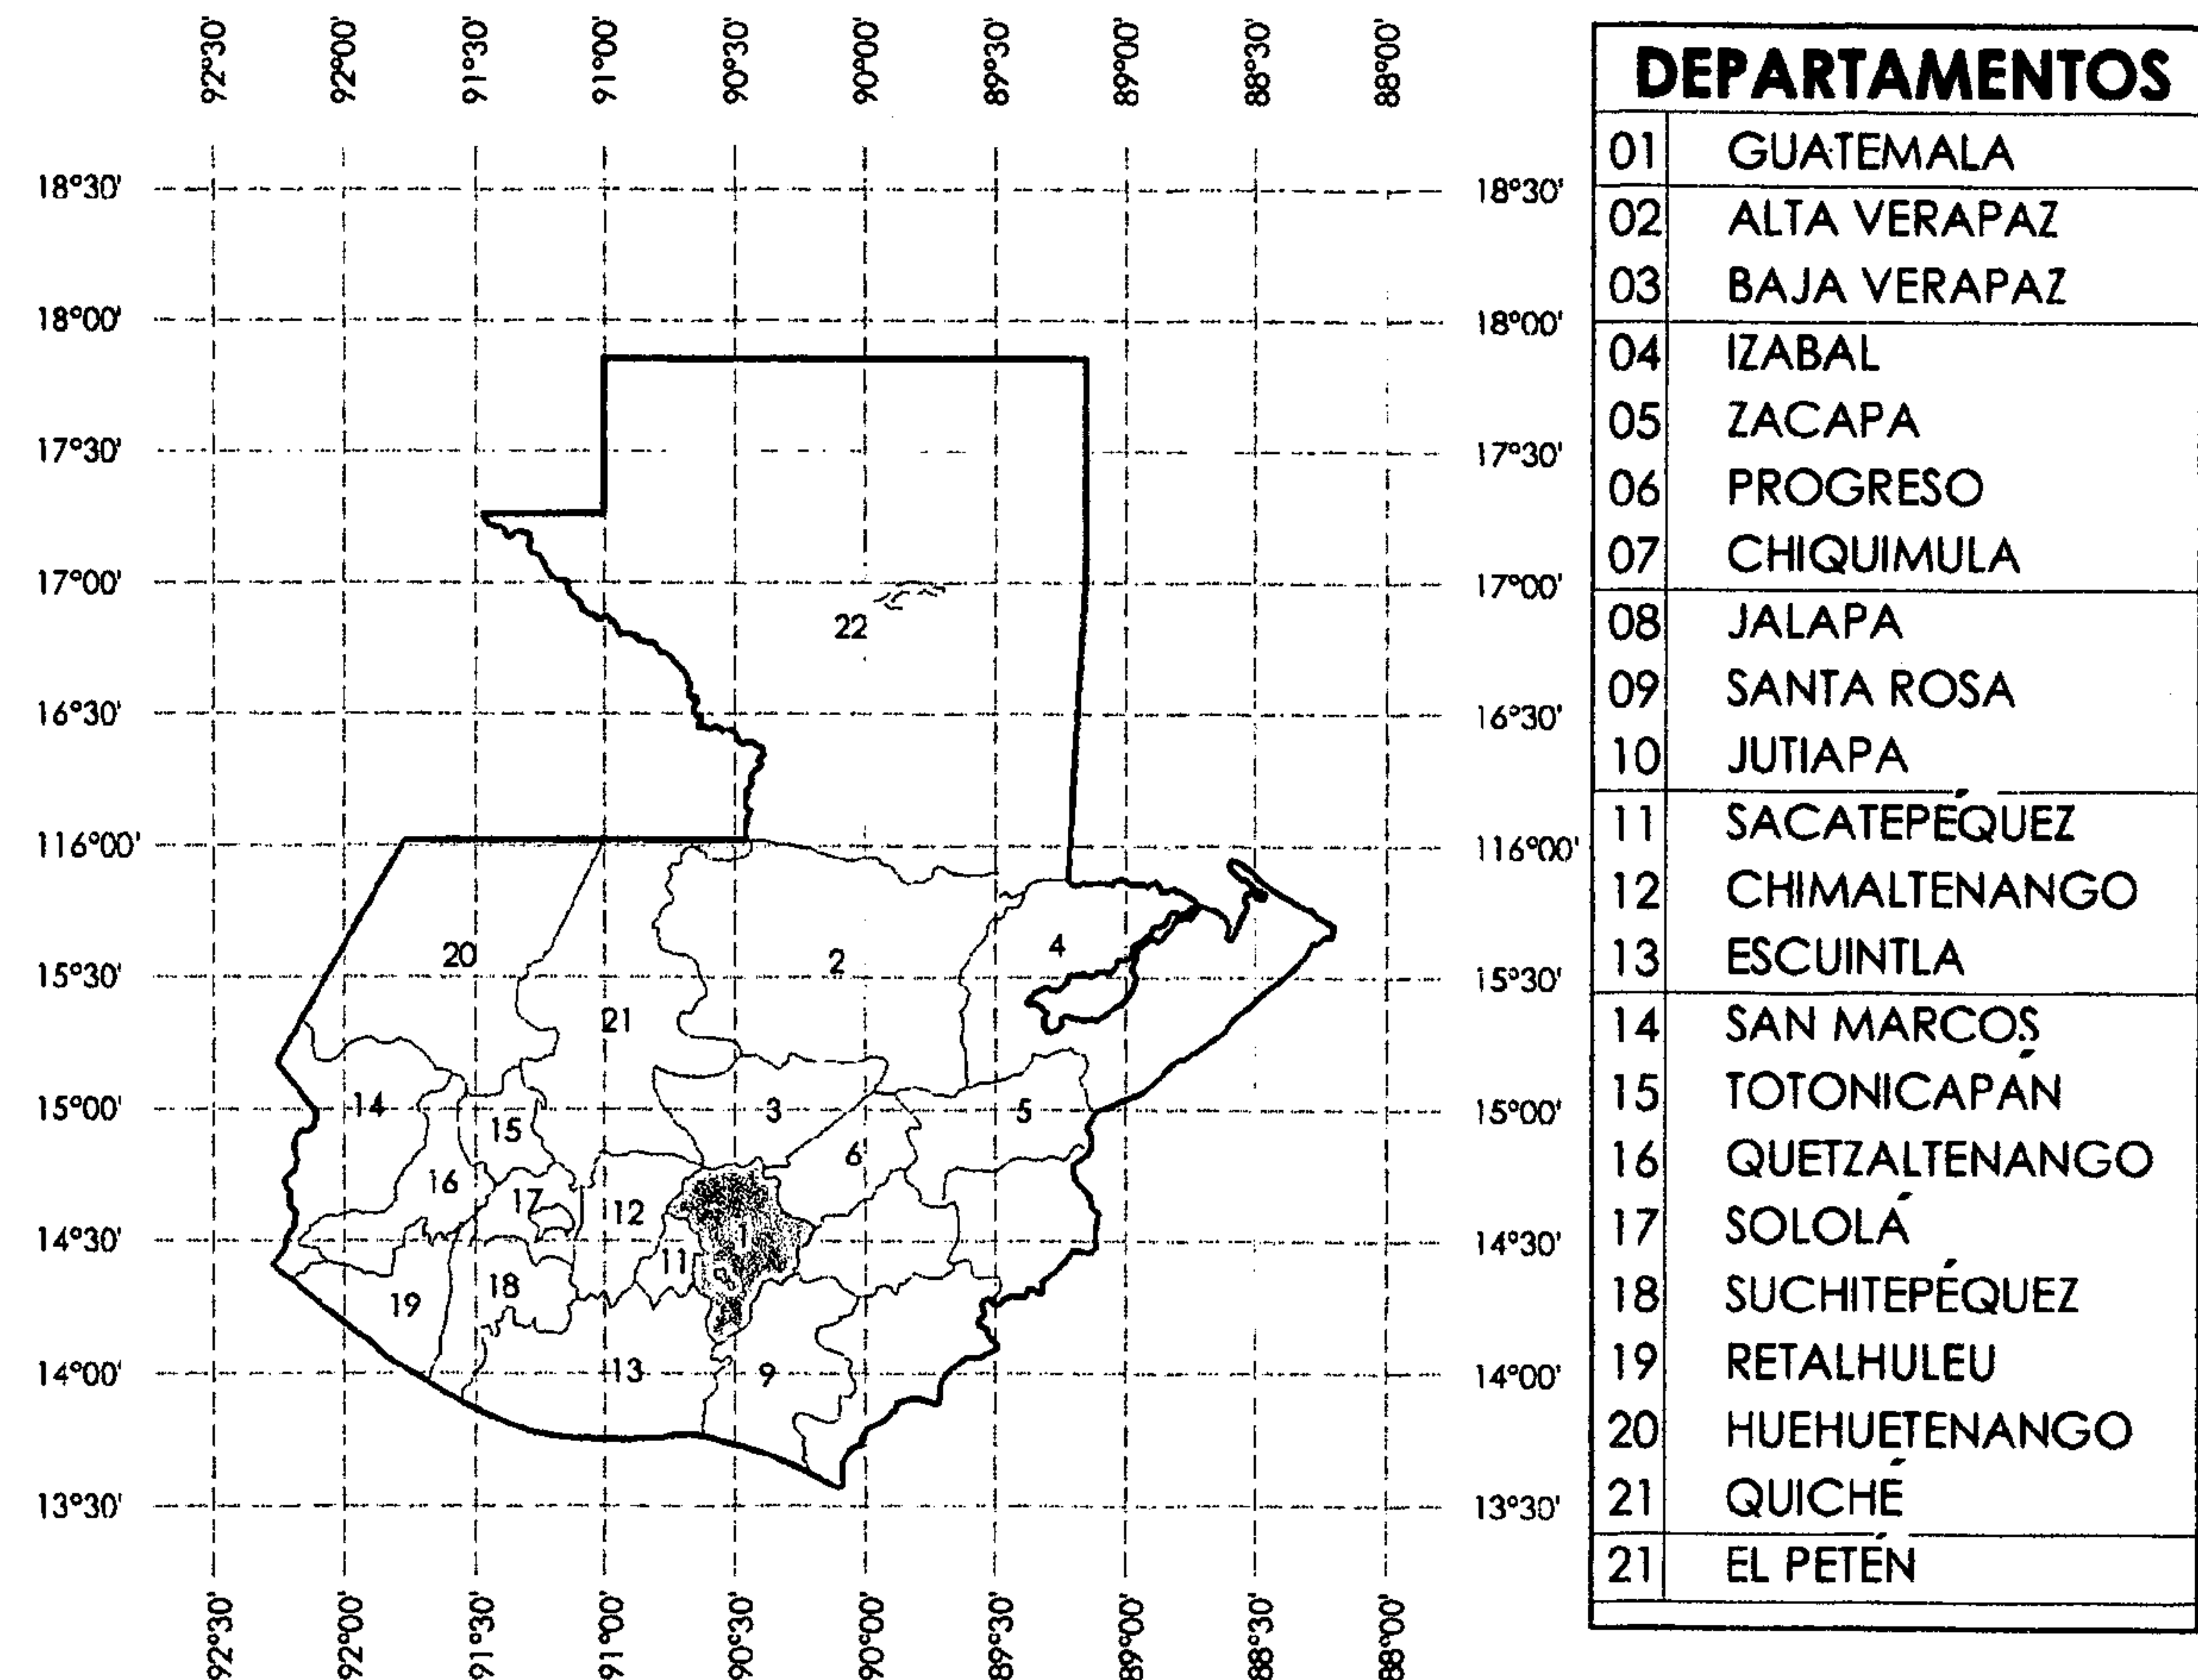 92°30' 92°00' 91°30' 91°00' 90°30' 90°00' 89°30' 89°00' 88°30' 88°00'
18°30' 18°30'
18°00' 18°00'
17°30' 17°30'
17°00' 17°00'
22
16°30' 16°30'
116°00' 116°00'
20 2 4
15°30' 15°30'
21
15°00' 14 3 5 15°00'
15 6
16 17 12
14°30' 1 14°30'
11
19 18
14°00' 13 9 14°00'
13°30' 13°30'
92°30' 92°00' 91°30' 91°00' 90°30' 90°00' 89°30' 89°00' 88°30' 88°00'
DEPARTAMENTOS
01 GUATEMALA
02 ALTA VERAPAZ
03 BAJA VERAPAZ
04 IZABAL
05 ZACAPA
06 PROGRESO
07 CHIQUIMULA
08 JALAPA
09 SANTA ROSA
10 JUTIAPA
11 SACATEPÉQUEZ
12 CHIMALTENANGO
13 ESCUINTLA
14 SAN MARCOS
15 TOTONICAPÁN
16 QUETZALTENANGO
17 SOLOLÁ
18 SUCHITEPÉQUEZ
19 RETALHULEU
20 HUEHUETENANGO
21 QUICHÉ
21 EL PETÉN